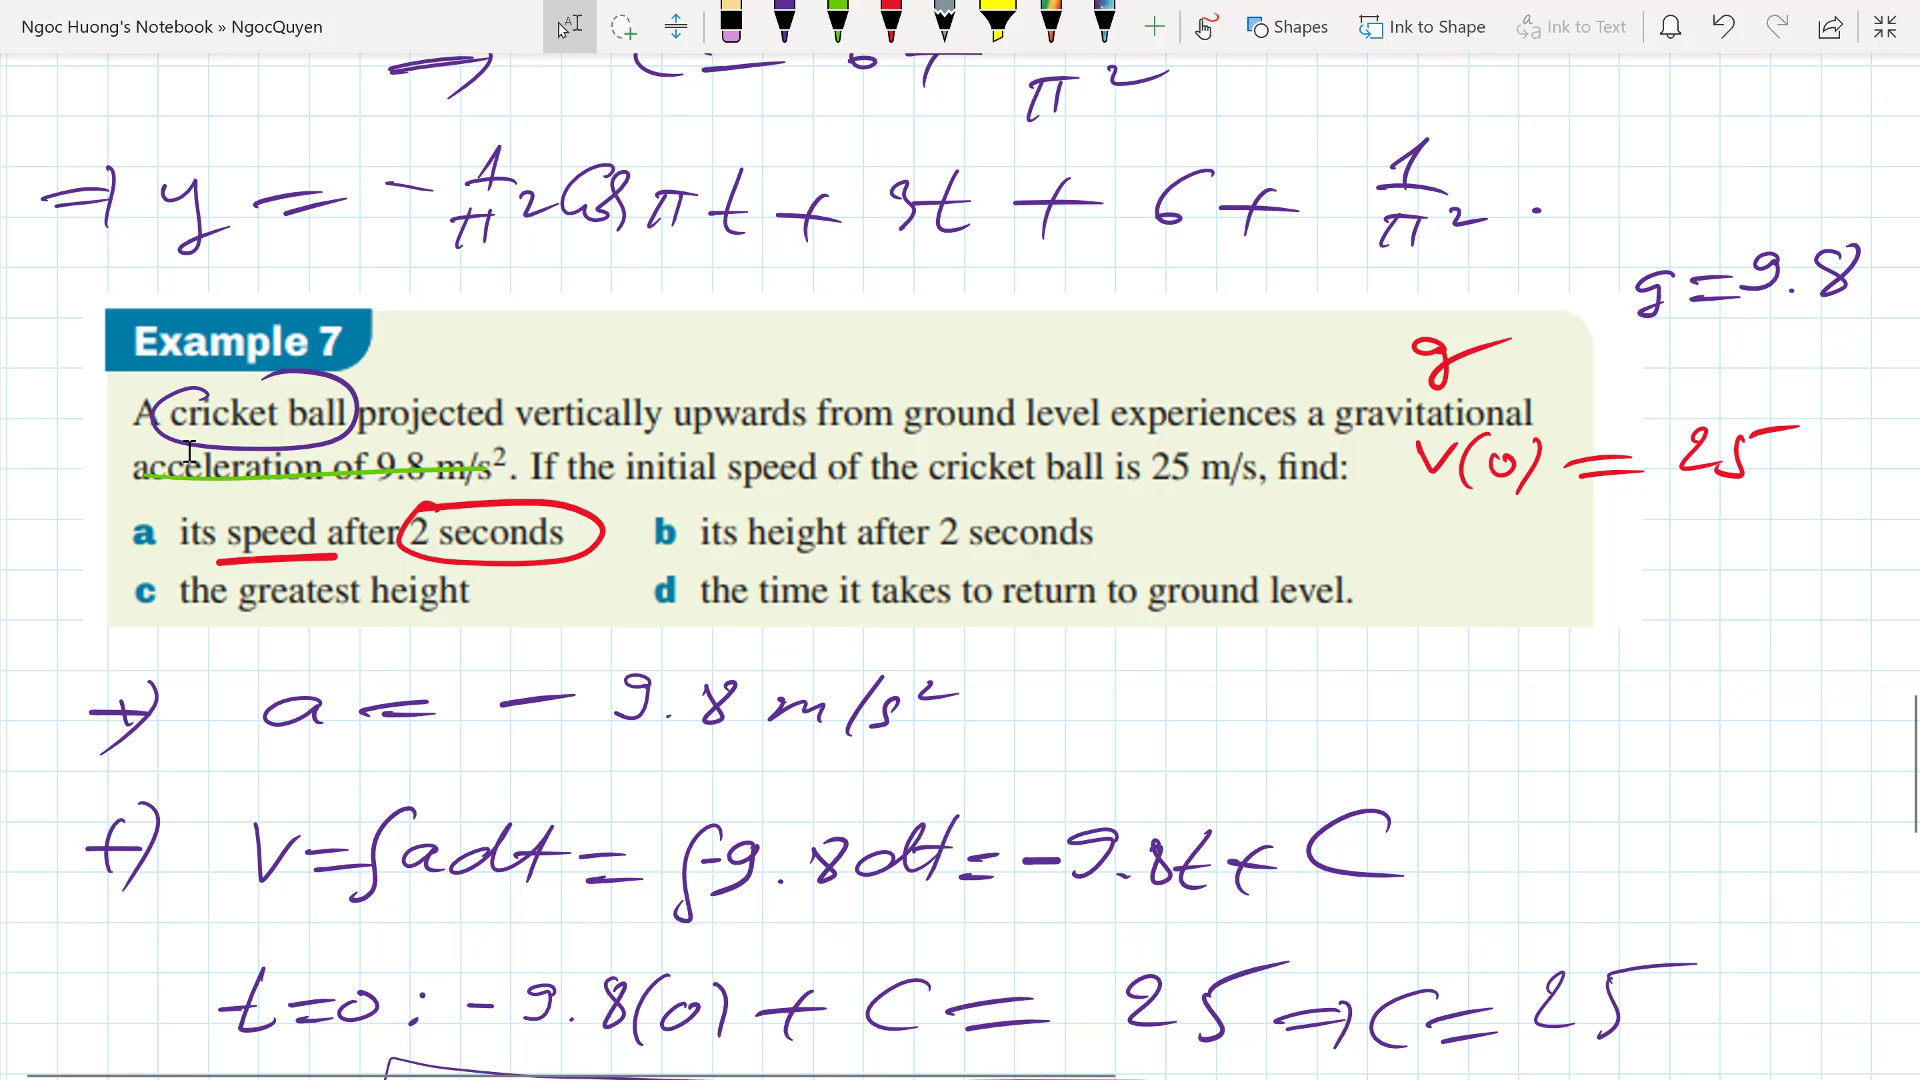 Ngoc Huong's Notebook » NgocQuyen
Shapes
Ink to Shape
Ink to Text
π²
⇒ y = - 1/π² Cos πt + 3t + 6 + 1/π² .
g = 9.8
Example 7
g
A cricket ball projected vertically upwards from ground level experiences a gravitational
acceleration of 9.8 m/s². If the initial speed of the cricket ball is 25 m/s, find:
v(0) = 25
a its speed after 2 seconds
b its height after 2 seconds
c the greatest height
d the time it takes to return to ground level.
+) a = - 9.8 m/s²
+) V = ∫adt = ∫-9.8dt = -9.8t + C
t=0 : -9.8(0) + C = 25 ⇒ C = 25